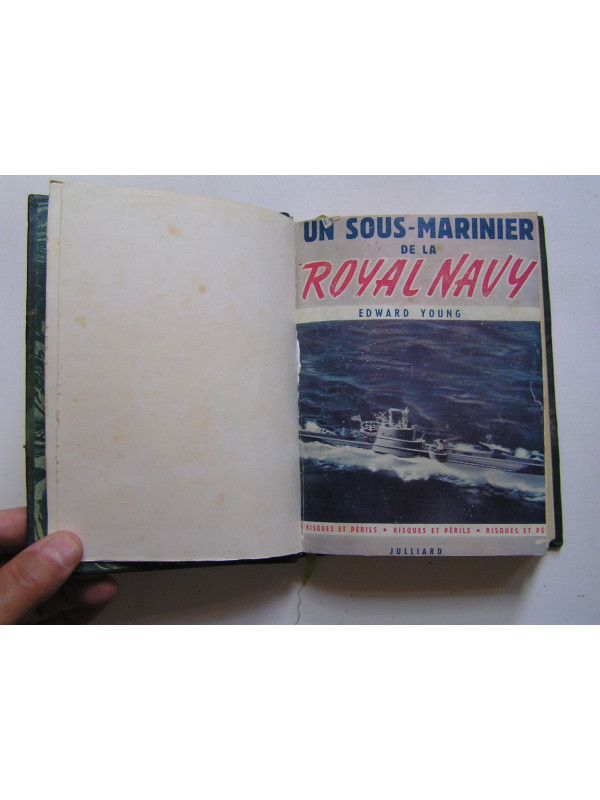 UN SOUS-MARINIER
DE LA
ROYAL NAVY
EDWARD YOUNG
RISQUES ET PÉRILS • RISQUES ET PÉRILS • RISQUES ET PÉ
JULLIARD